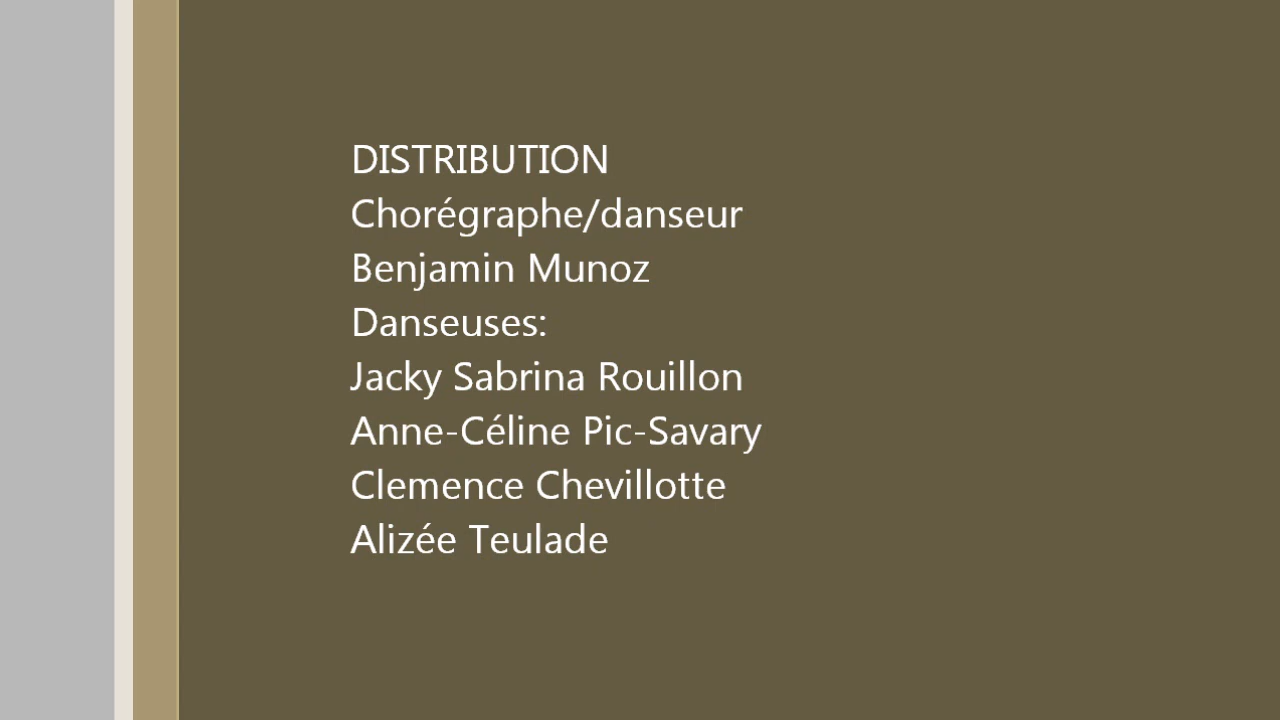 DISTRIBUTION
Chorégraphe/danseur
Benjamin Munoz
Danseuses:
Jacky Sabrina Rouillon
Anne-Céline Pic-Savary
Clemence Chevillotte
Alizée Teulade